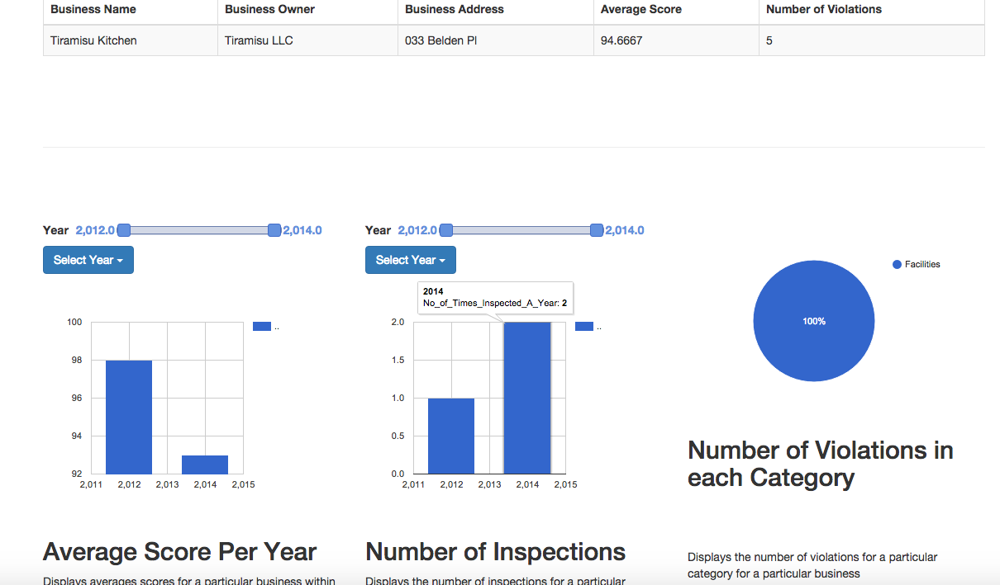 Business Name Business Owner Business Address Average Score Number of Violations
Tiramisu Kitchen Tiramisu LLC 033 Belden Pl 94.6667 5
Year 2,012.0 2,014.0
Select Year
100
98
96
94
92
2,011 2,012 2,013 2,014 2,015
..
Average Score Per Year
Displays averages scores for a particular business within
Year 2,012.0 2,014.0
Select Year
2014
No_of_Times_Inspected_A_Year: 2
2.0
1.5
1.0
0.5
0.0
2,011 2,012 2,013 2,014 2,015
..
Number of Inspections
Displays the number of inspections for a particular
Facilities
100%
Number of Violations in
each Category
Displays the number of violations for a particular
category for a particular business